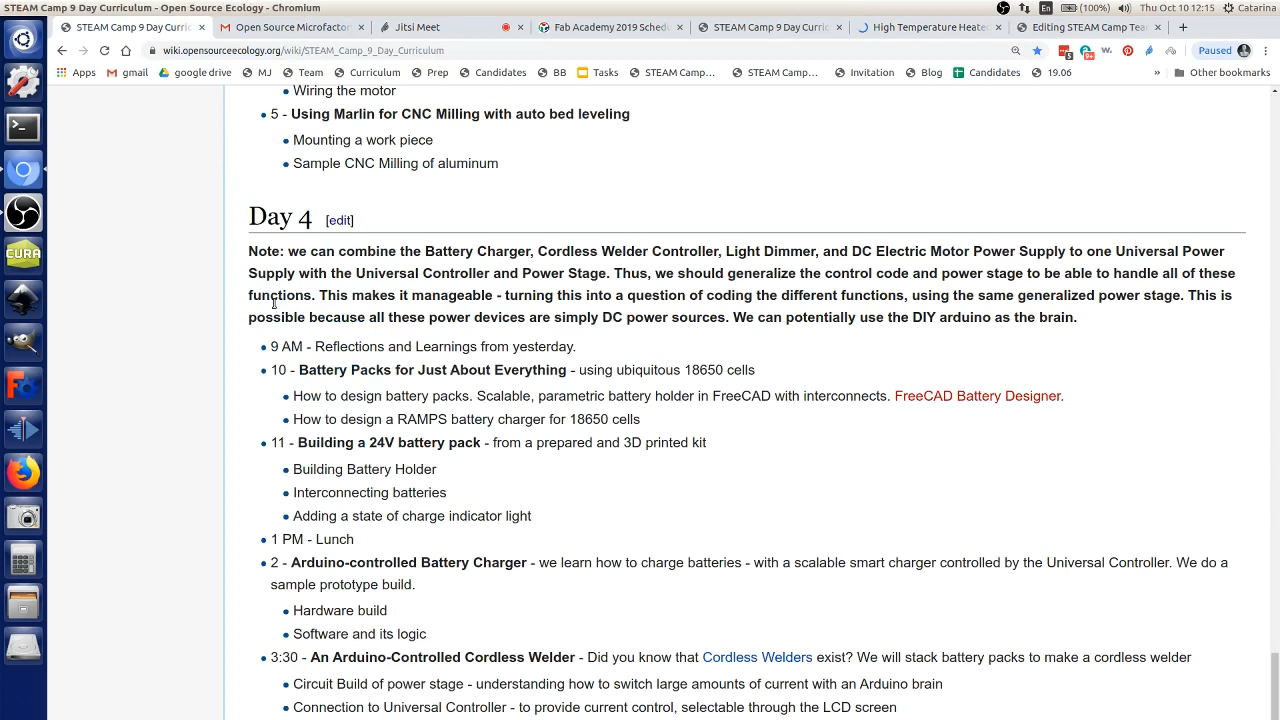 STEAM Camp 9 Day Curriculum - Open Source Ecology - Chromium
En (100%) Thu Oct 10 12:15 Catarina
STEAM Camp 9 Day Curric
Open Source Microfactor
Jitsi Meet
Fab Academy 2019 Sched
STEAM Camp 9 Day Curric
High Temperature Heate
Editing STEAM Camp Tea
wiki.opensourceecology.org/wiki/STEAM_Camp_9_Day_Curriculum
Paused
Apps gmail google drive MJ Team Curriculum Prep Candidates BB Tasks STEAM Camp... STEAM Camp... Invitation Blog Candidates 19.06 » Other bookmarks
Wiring the motor
5 - Using Marlin for CNC Milling with auto bed leveling
Mounting a work piece
Sample CNC Milling of aluminum
Day 4 [edit]
Note: we can combine the Battery Charger, Cordless Welder Controller, Light Dimmer, and DC Electric Motor Power Supply to one Universal Power
Supply with the Universal Controller and Power Stage. Thus, we should generalize the control code and power stage to be able to handle all of these
functions. This makes it manageable - turning this into a question of coding the different functions, using the same generalized power stage. This is
possible because all these power devices are simply DC power sources. We can potentially use the DIY arduino as the brain.
9 AM - Reflections and Learnings from yesterday.
10 - Battery Packs for Just About Everything - using ubiquitous 18650 cells
How to design battery packs. Scalable, parametric battery holder in FreeCAD with interconnects. FreeCAD Battery Designer.
How to design a RAMPS battery charger for 18650 cells
11 - Building a 24V battery pack - from a prepared and 3D printed kit
Building Battery Holder
Interconnecting batteries
Adding a state of charge indicator light
1 PM - Lunch
2 - Arduino-controlled Battery Charger - we learn how to charge batteries - with a scalable smart charger controlled by the Universal Controller. We do a
sample prototype build.
Hardware build
Software and its logic
3:30 - An Arduino-Controlled Cordless Welder - Did you know that Cordless Welders exist? We will stack battery packs to make a cordless welder
Circuit Build of power stage - understanding how to switch large amounts of current with an Arduino brain
Connection to Universal Controller - to provide current control, selectable through the LCD screen
CURA